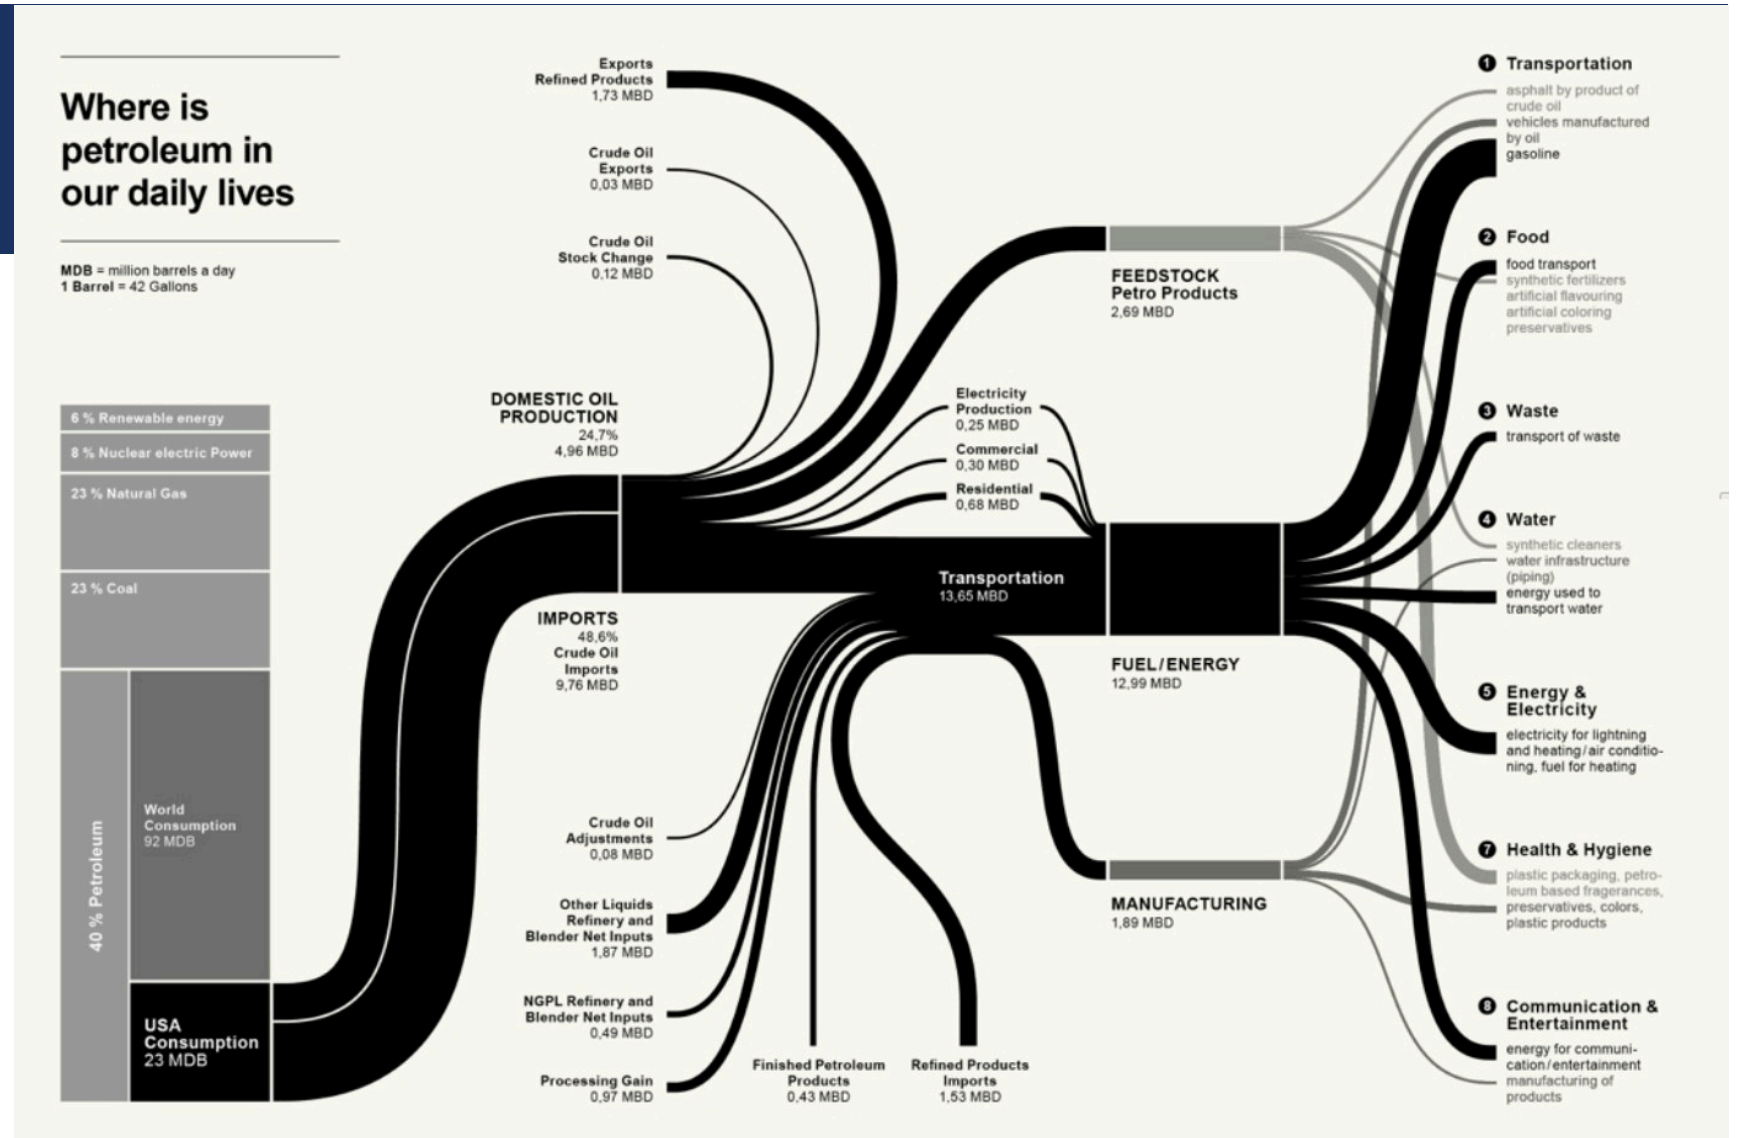 Where is
petroleum in
our daily lives
MDB = million barrels a day
1 Barrel = 42 Gallons
6 % Renewable energy
8 % Nuclear electric Power
23 % Natural Gas
23 % Coal
40 % Petroleum
World
Consumption
92 MDB
USA
Consumption
23 MDB
Exports
Refined Products
1,73 MBD
Crude Oil
Exports
0,03 MBD
Crude Oil
Stock Change
0,12 MBD
DOMESTIC OIL
PRODUCTION
24,7%
4,96 MBD
IMPORTS
48,6%
Crude Oil
Imports
9,76 MBD
Crude Oil
Adjustments
0,08 MBD
Other Liquids
Refinery and
Blender Net Inputs
1,87 MBD
NGPL Refinery and
Blender Net Inputs
0,49 MBD
Processing Gain
0,97 MBD
Finished Petroleum
Products
0,43 MBD
Refined Products
Imports
1,53 MBD
Electricity
Production
0,25 MBD
Commercial
0,30 MBD
Residential
0,68 MBD
Transportation
13,65 MBD
FEEDSTOCK
Petro Products
2,69 MBD
FUEL/ENERGY
12,99 MBD
MANUFACTURING
1,89 MBD
1 Transportation
asphalt by product of
crude oil
vehicles manufactured
by oil
gasoline
2 Food
food transport
synthetic fertilizers
artificial flavouring
artificial coloring
preservatives
3 Waste
transport of waste
4 Water
synthetic cleaners
water infrastructure
(piping)
energy used to
transport water
5 Energy &
Electricity
electricity for lightning
and heating/air conditio-
ning, fuel for heating
7 Health & Hygiene
plastic packaging, petro-
leum based fragerances,
preservatives, colors,
plastic products
8 Communication &
Entertainment
energy for communi-
cation/entertainment
manufacturing of
products